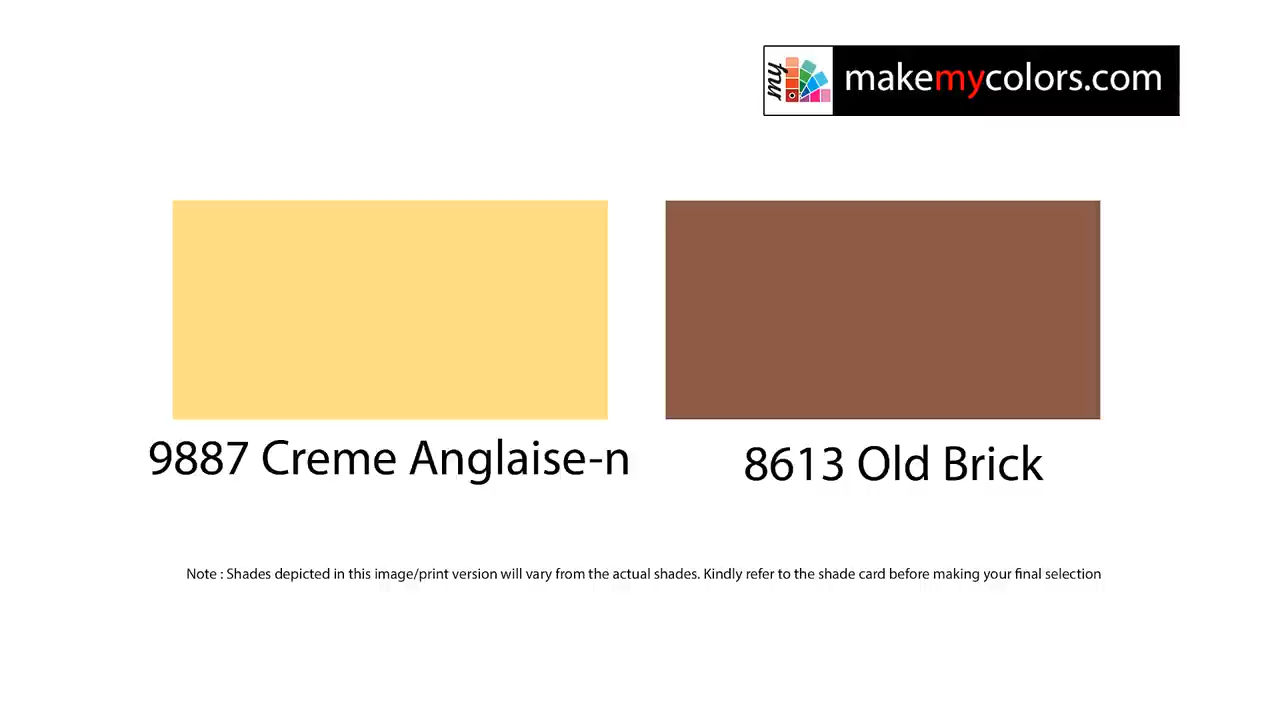 my
makemycolors.com
9887 Creme Anglaise-n
8613 Old Brick
Note : Shades depicted in this image/print version will vary from the actual shades. Kindly refer to the shade card before making your final selection